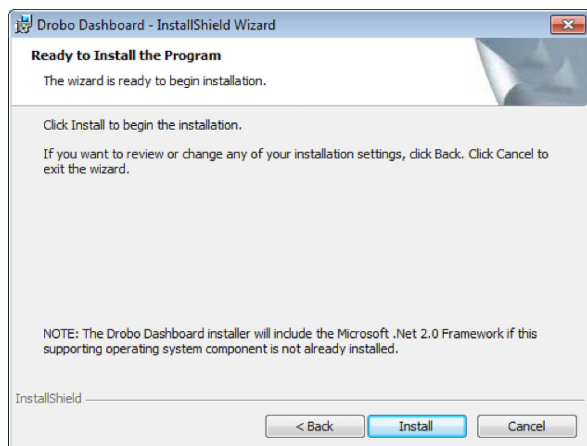 Drobo Dashboard - InstallShield Wizard
Ready to Install the Program
The wizard is ready to begin installation.
Click Install to begin the installation.
If you want to review or change any of your installation settings, click Back. Click Cancel to
exit the wizard.
NOTE: The Drobo Dashboard installer will include the Microsoft .Net 2.0 Framework if this
supporting operating system component is not already installed.
InstallShield
< Back
Install
Cancel